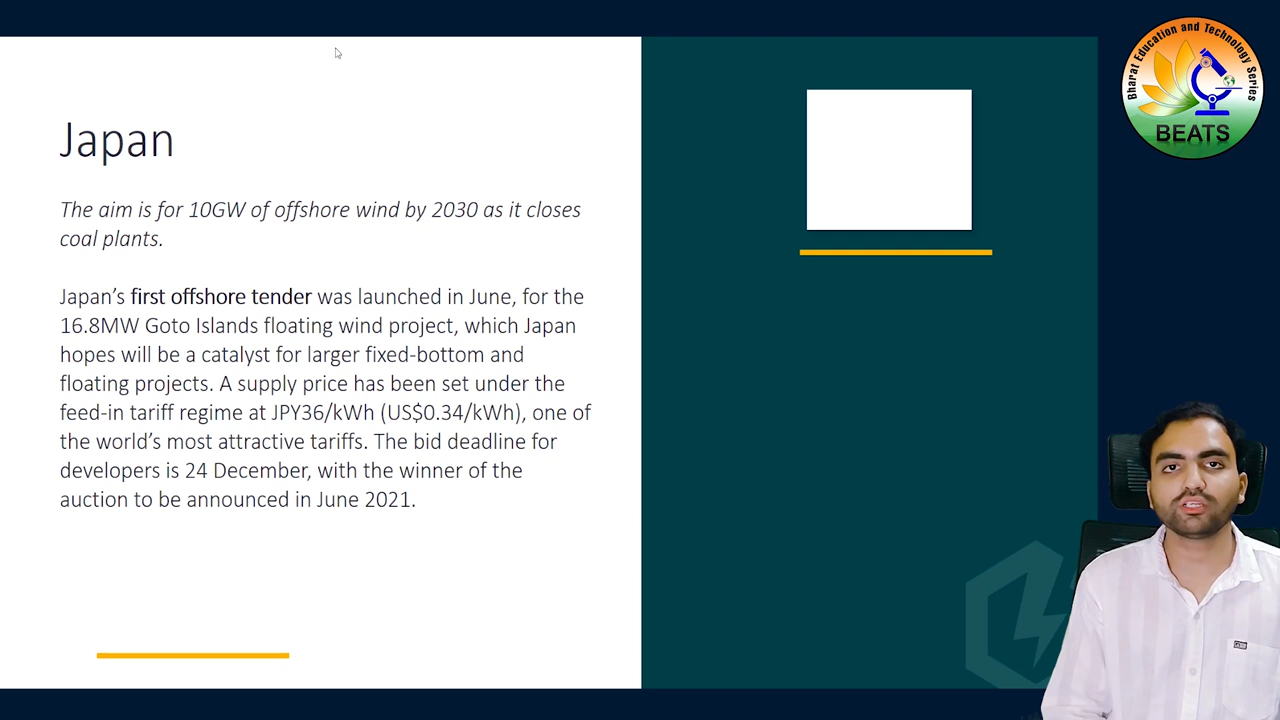 Japan
The aim is for 10GW of offshore wind by 2030 as it closes
coal plants.
Japan’s first offshore tender was launched in June, for the
16.8MW Goto Islands floating wind project, which Japan
hopes will be a catalyst for larger fixed-bottom and
floating projects. A supply price has been set under the
feed-in tariff regime at JPY36/kWh (US$0.34/kWh), one of
the world’s most attractive tariffs. The bid deadline for
developers is 24 December, with the winner of the
auction to be announced in June 2021.
Bharat Education and Technology Series
BEATS